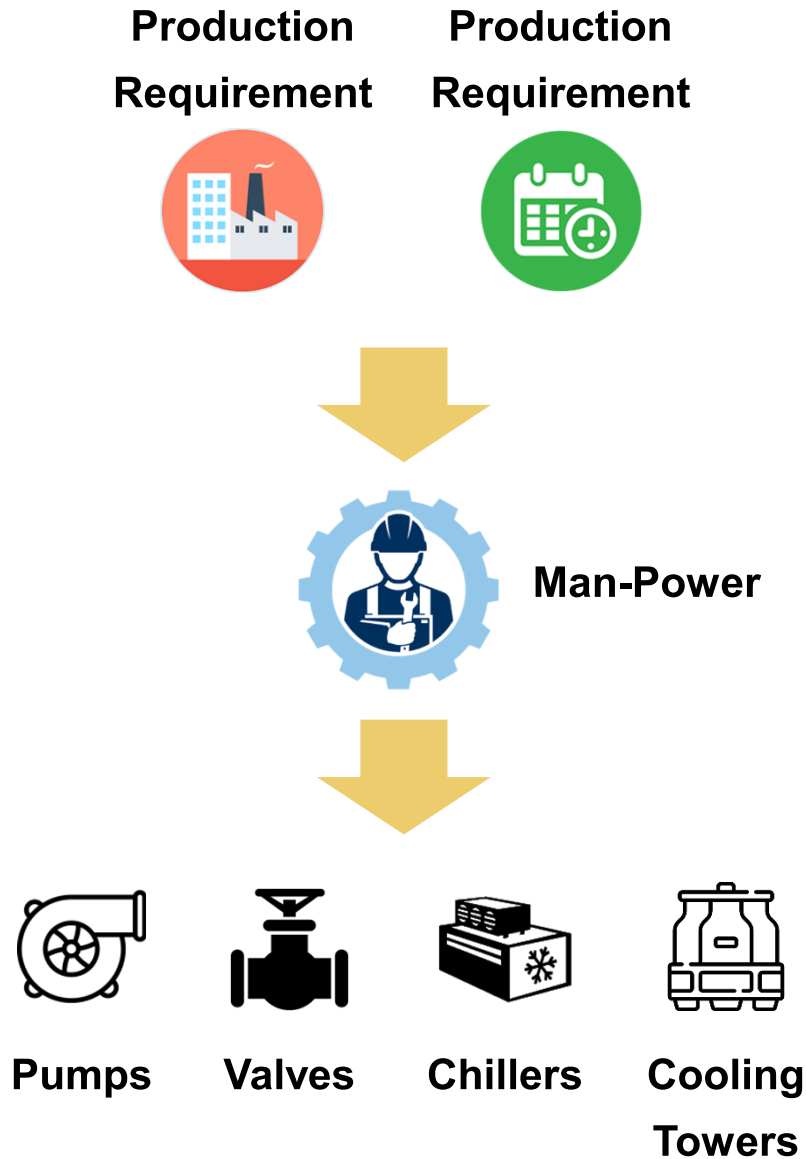 Production Production
Requirement Requirement
Man-Power
Pumps Valves Chillers Cooling
Towers